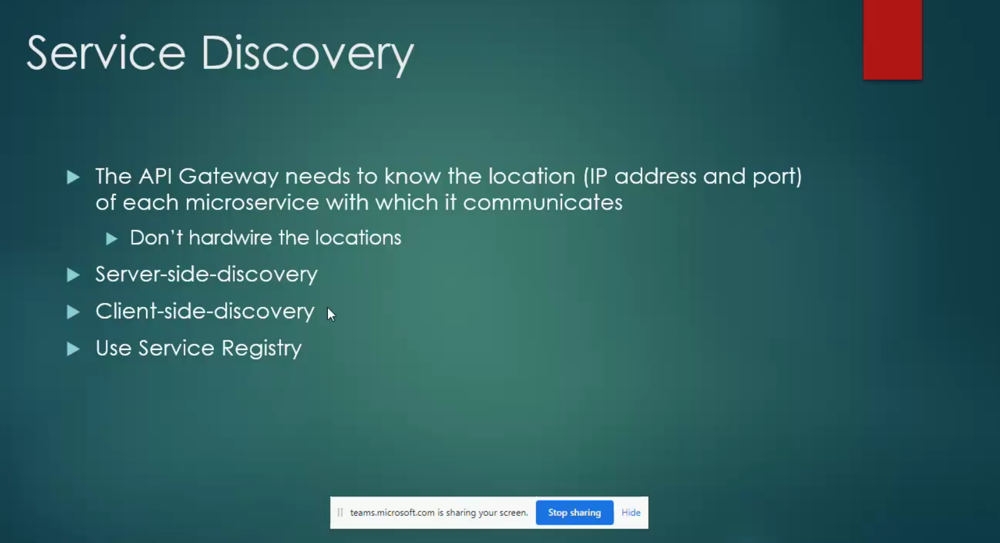 Service Discovery
The API Gateway needs to know the location (IP address and port)
of each microservice with which it communicates
Don’t hardwire the locations
Server-side-discovery
Client-side-discovery
Use Service Registry
teams.microsoft.com is sharing your screen. Stop sharing Hide